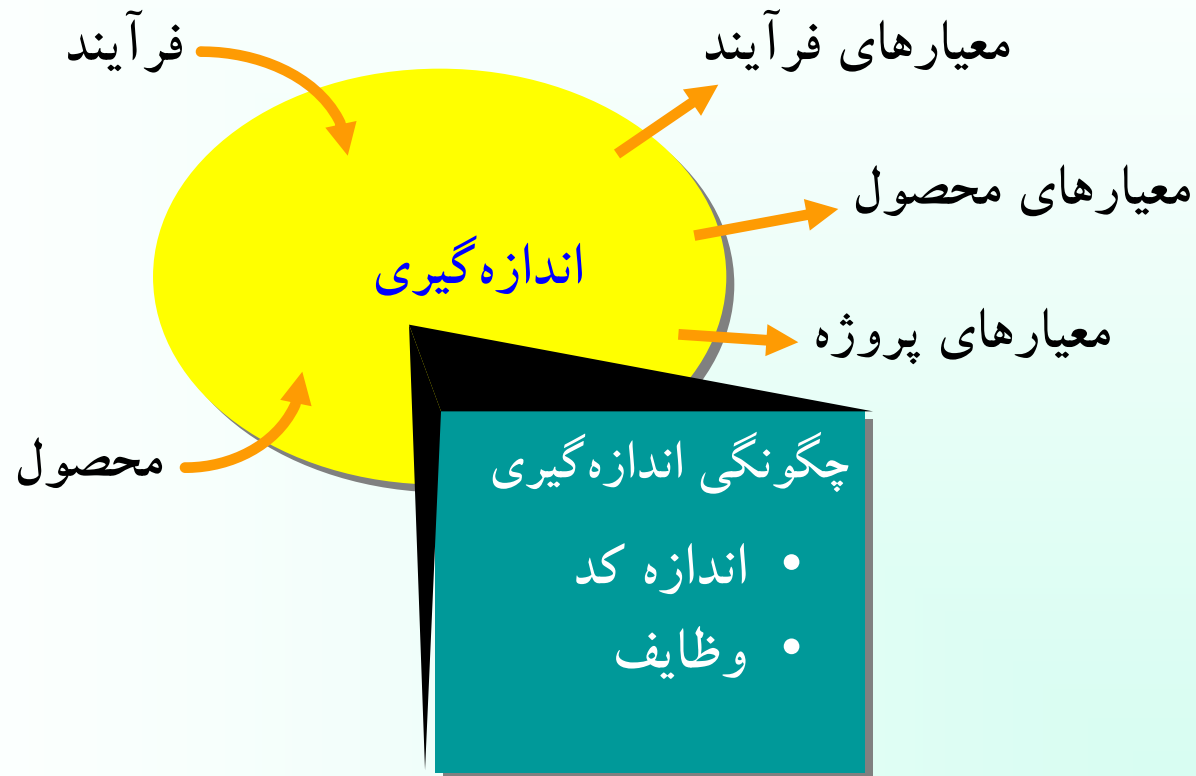 معیارهای فرآیند
فرآیند
معیارهای محصول
اندازه‌گیری
معیارهای پروژه
محصول
چگونگی اندازه‌گیری
• اندازه کد
• وظایف